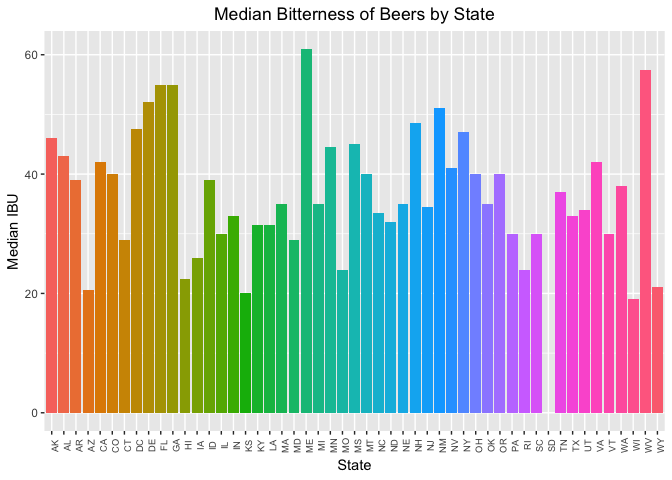 Median Bitterness of Beers by State
Median IBU
60
40
20
0
AK AL AR AZ CA CO CT DC DE FL GA HI IA ID IL IN KS KY LA MA MD ME MI MN MO MS MT NC ND NE NH NJ NM NV NY OH OK OR PA RI SC SD TN TX UT VA VT WA WI WV WY
State